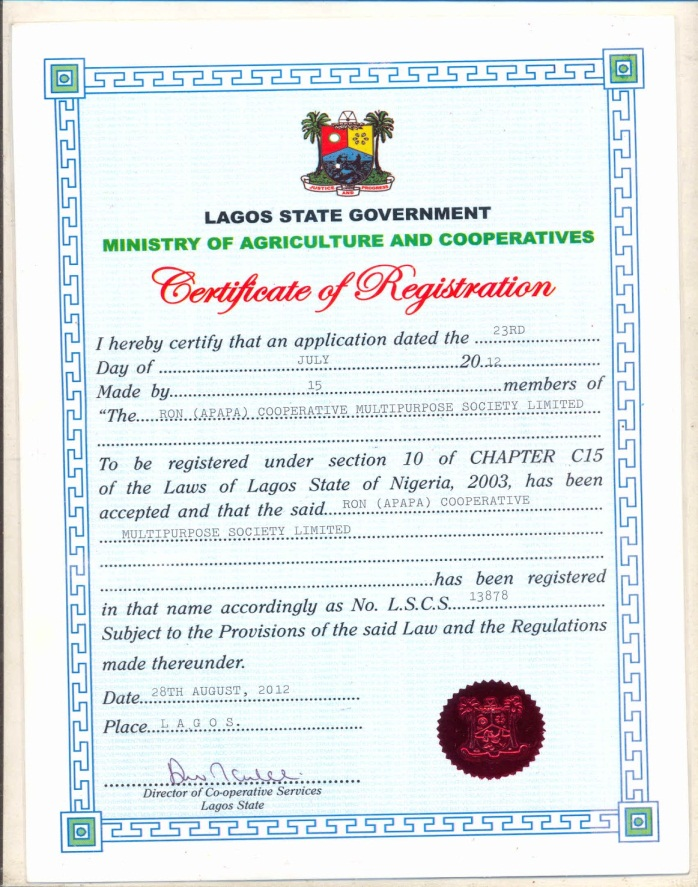 JUSTICE AND PROGRESS
LAGOS STATE GOVERNMENT
MINISTRY OF AGRICULTURE AND COOPERATIVES
Certificate of Registration
I hereby certify that an application dated the ....23RD....
Day of ....JULY....20.12....
Made by....15....members of
“The....RON (APAPA) COOPERATIVE MULTIPURPOSE SOCIETY LIMITED
To be registered under section 10 of CHAPTER C15
of the Laws of Lagos State of Nigeria, 2003, has been
accepted and that the said....RON (APAPA) COOPERATIVE
MULTIPURPOSE SOCIETY LIMITED
....has been registered
in that name accordingly as No. L.S.C.S....13878....
Subject to the Provisions of the said Law and the Regulations
made thereunder.
Date..28TH AUGUST, 2012
Place...L A G O S.
Director of Co-operative Services
Lagos State